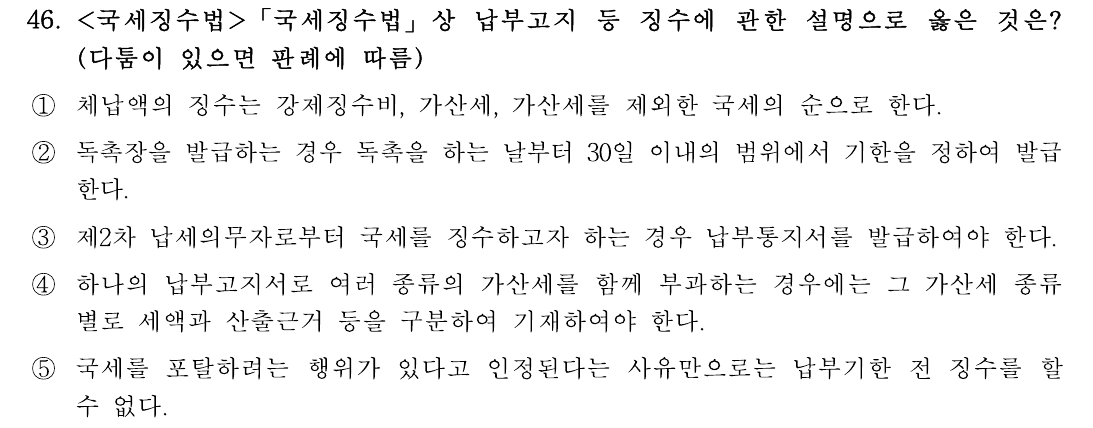 46. <국세징수법>「국세징수법」상 납부고지 등 징수에 관한 설명으로 옳은 것은?
(다툼이 있으면 판례에 따름)
① 체납액의 징수는 강제징수비, 가산세, 가산세를 제외한 국세의 순으로 한다.
② 독촉장을 발급하는 경우 독촉을 하는 날부터 30일 이내의 범위에서 기한을 정하여 발급
한다.
③ 제2차 납세의무자로부터 국세를 징수하고자 하는 경우 납부통지서를 발급하여야 한다.
④ 하나의 납부고지서로 여러 종류의 가산세를 함께 부과하는 경우에는 그 가산세 종류
별로 세액과 산출근거 등을 구분하여 기재하여야 한다.
⑤ 국세를 포탈하려는 행위가 있다고 인정된다는 사유만으로는 납부기한 전 징수를 할
수 없다.